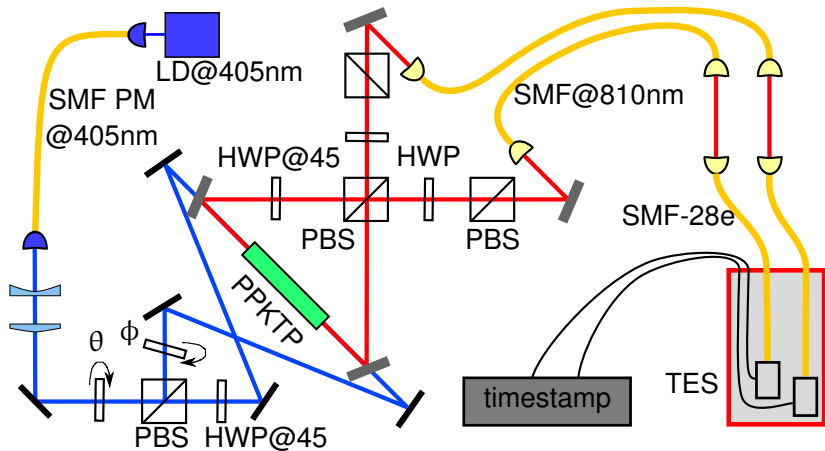 LD@405nm
SMF PM
@405nm
SMF@810nm
HWP@45
HWP
PBS
PBS
SMF-28e
PPKTP
θ
ϕ
PBS
HWP@45
timestamp
TES